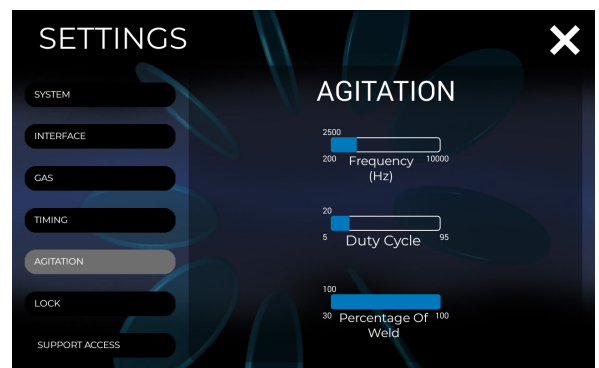 SETTINGS
SYSTEM
INTERFACE
GAS
TIMING
AGITATION
LOCK
SUPPORT ACCESS
AGITATION
2500
200 Frequency 10000
(Hz)
20
5 Duty Cycle 95
100
30 Percentage Of 100
Weld